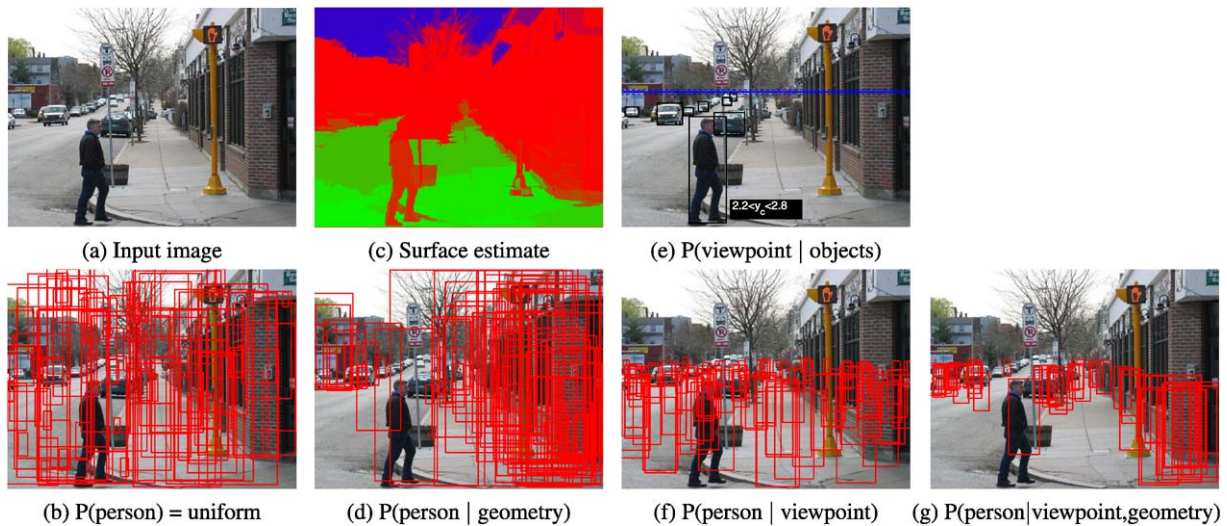 (a) Input image
(c) Surface estimate
2.2<y_c<2.8
(e) P(viewpoint | objects)
(b) P(person) = uniform
(d) P(person | geometry)
(f) P(person | viewpoint)
(g) P(person|viewpoint,geometry)